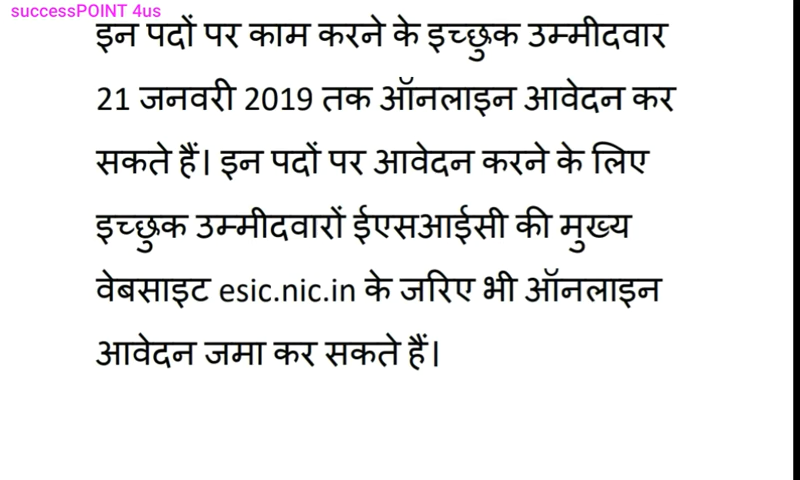 successPOINT 4us
इन पदों पर काम करने के इच्छुक उम्मीदवार
21 जनवरी 2019 तक ऑनलाइन आवेदन कर
सकते हैं। इन पदों पर आवेदन करने के लिए
इच्छुक उम्मीदवारों ईएसआईसी की मुख्य
वेबसाइट esic.nic.in के जरिए भी ऑनलाइन
आवेदन जमा कर सकते हैं।